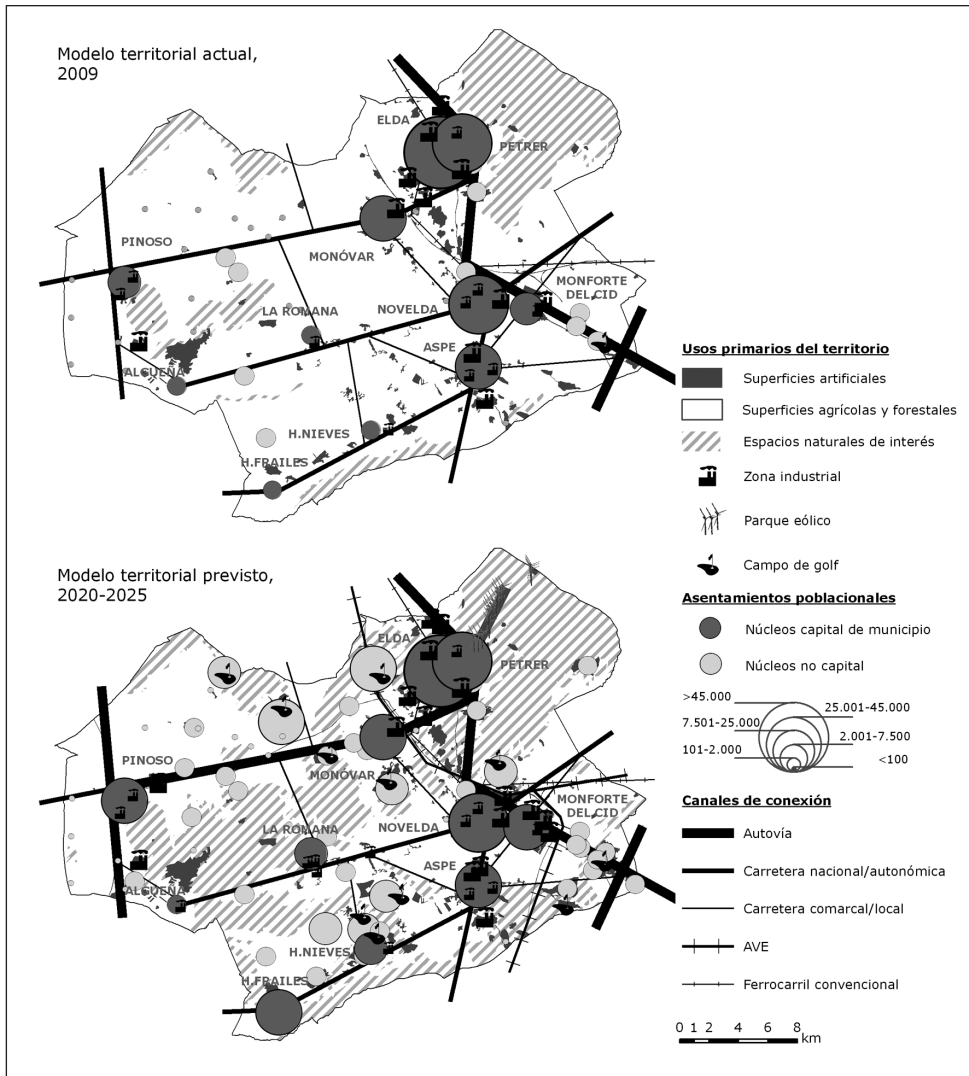 Modelo territorial actual,
2009
ELDA
PETRER
PINOSO
MONÓVAR
MONFORTE
DEL CID
LA ROMANA
NOVELDA
ASPE
ALGUEÑA
H.NIEVES
H.FRAILES
Modelo territorial previsto,
2020-2025
ELDA
PETRER
PINOSO
MONÓVAR
MONFORTE
DEL CID
LA ROMANA
NOVELDA
ASPE
ALGUEÑA
H.NIEVES
H.FRAILES
Usos primarios del territorio
Superficies artificiales
Superficies agrícolas y forestales
Espacios naturales de interés
Zona industrial
Parque eólico
Campo de golf
Asentamientos poblacionales
Núcleos capital de municipio
Núcleos no capital
>45.000
25.001-45.000
7.501-25.000
2.001-7.500
101-2.000
<100
Canales de conexión
Autovía
Carretera nacional/autonómica
Carretera comarcal/local
AVE
Ferrocarril convencional
0 1 2 4 6 8
km